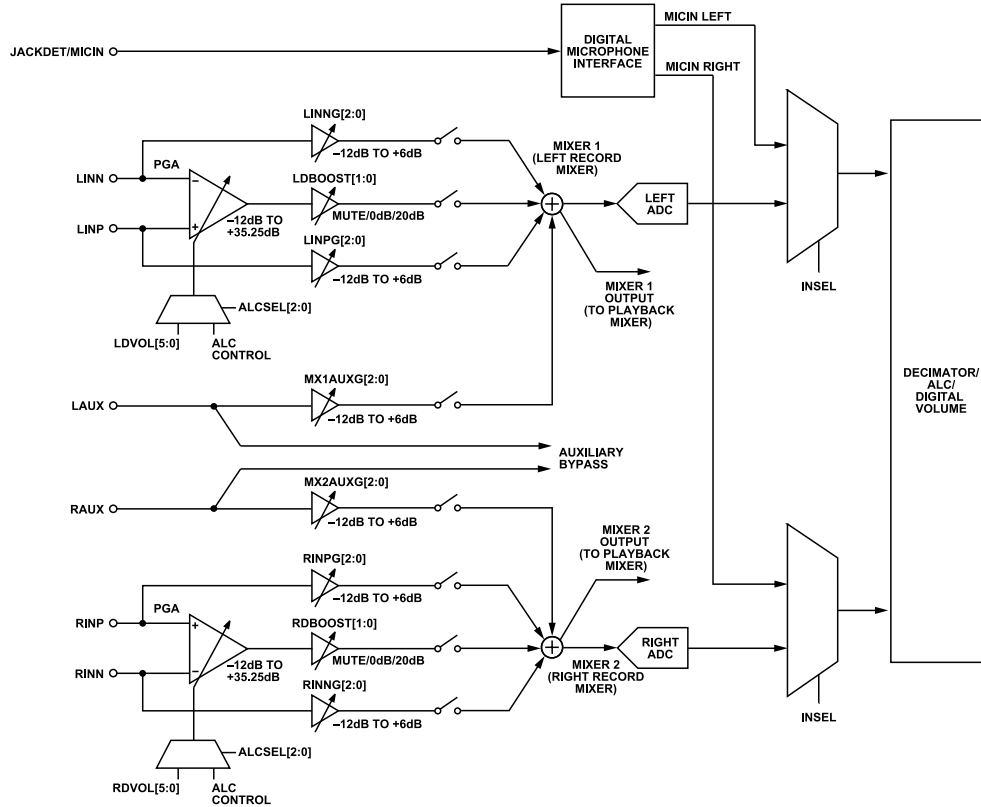 MICIN LEFT
DIGITAL
MICROPHONE
INTERFACE
JACKDET/MICIN
MICIN RIGHT
LINNG[2:0]
–12dB TO +6dB
MIXER 1
(LEFT RECORD
MIXER)
PGA
LINN
–
LDBOOST[1:0]
MUTE/0dB/20dB
LEFT
ADC
LINP
+
–12dB TO
+35.25dB
LINPG[2:0]
–12dB TO +6dB
INSEL
MIXER 1
OUTPUT
(TO PLAYBACK
MIXER)
ALCSEL[2:0]
LDVOL[5:0]
ALC
CONTROL
MX1AUXG[2:0]
LAUX
–12dB TO +6dB
DECIMATOR/
ALC/
DIGITAL
VOLUME
AUXILIARY
BYPASS
MX2AUXG[2:0]
RAUX
–12dB TO +6dB
MIXER 2
OUTPUT
(TO PLAYBACK
MIXER)
RINPG[2:0]
–12dB TO +6dB
PGA
RINP
+
RDBOOST[1:0]
MUTE/0dB/20dB
RIGHT
ADC
RINN
–
–12dB TO
+35.25dB
MIXER 2
(RIGHT RECORD
MIXER)
RINNG[2:0]
–12dB TO +6dB
INSEL
ALCSEL[2:0]
RDVOL[5:0]
ALC
CONTROL